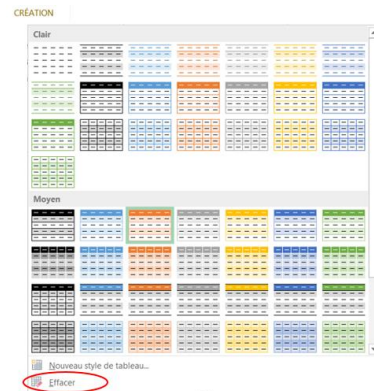 CRÉATION
Clair
Moyen
Nouveau style de tableau...
Effacer